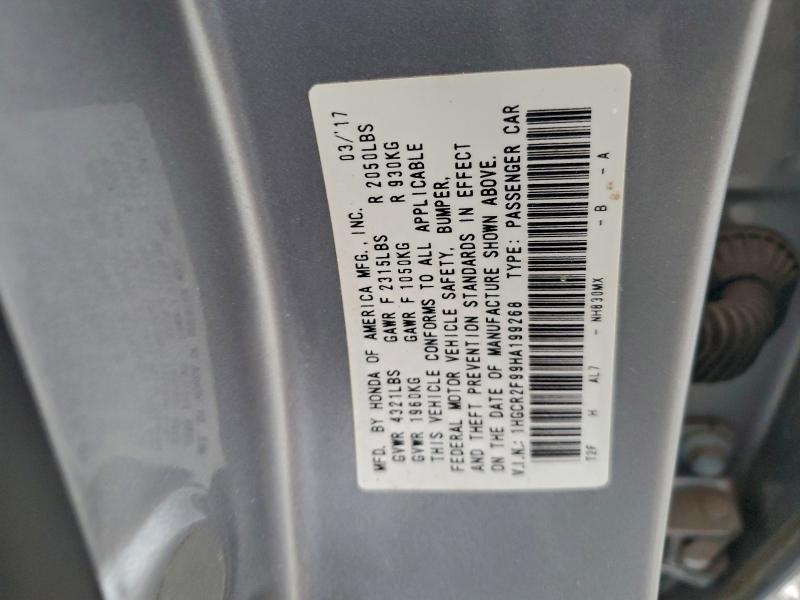 MFD. BY HONDA OF AMERICA MFG., INC. 03/'17
GVWR 4321LBS GAWR F 2315LBS R 2050LBS
GVWR 1960KG GAWR F 1050KG R 930KG
THIS VEHICLE CONFORMS TO ALL APPLICABLE
FEDERAL MOTOR VEHICLE SAFETY, BUMPER,
AND THEFT PREVENTION STANDARDS IN EFFECT
ON THE DATE OF MANUFACTURE SHOWN ABOVE.
V.I.N.: 1HGCR2F99HA199268 TYPE: PASSENGER CAR
T2F H AL7 - NH830MX - B - A